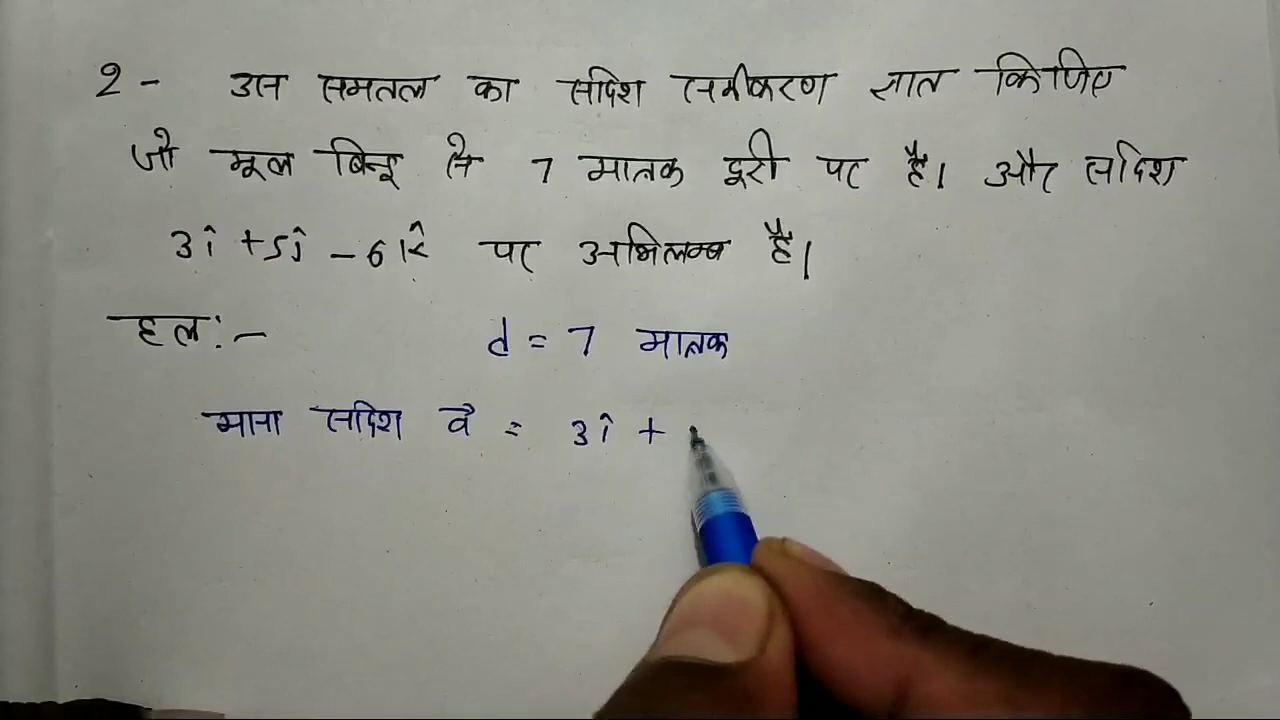 2 - उस समतल का सदिश समीकरण ज्ञात किजिए
जो मूल बिन्दू से 7 मात्रक दूरी पर है। और सदिश
3î + 5ĵ - 6k̂ पर अभिलम्ब है।
हल:-
d = 7 मात्रक
माना सदिश वै = 3î +